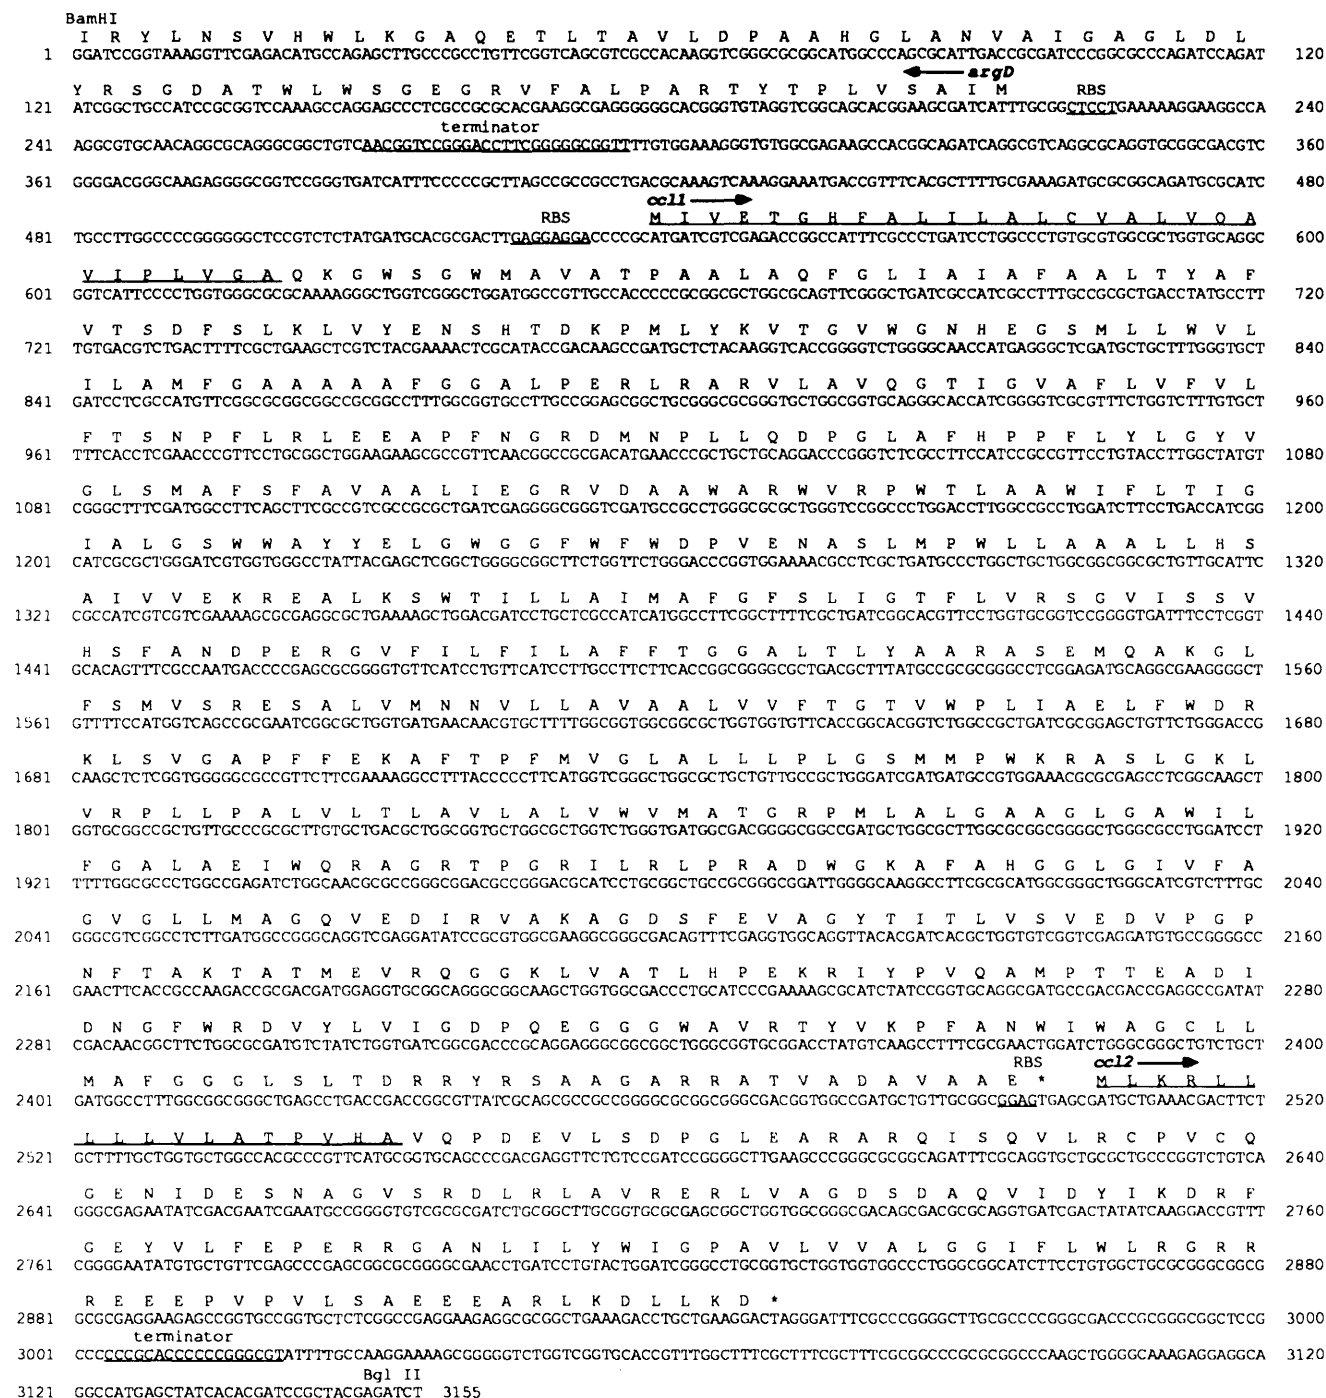 BamHI
I R Y L N S V H W L K G A Q E T L T A V L D P A A H G L A N V A I G A G L D L
1 GGATCCGGTAAAGGTTCGAGACATGCCAGAGCTTGCCCGCCTGTTCGGTCAGCGTCGCCACAAGGTCGGGCGCGGCATGGCCCAGCGCATTGACCGCGATCCCGGCGCCCAGATCCAGAT 120
argD
Y R S G D A T W L W S G E G R V F A L P A R T Y T P L V S A I M RBS
121 ATCGGCTGCCATCCGCGGTCCAAAGCCAGGAGCCCTCGCCGCGCACGAAGGCGAGGGGGGCACGGGTGTAGGTCGGCAGCACGGAAGCGATCATTTGCGGCTCCTGAAAAAGGAAGGCCA 240
terminator
241 AGGCGTGCAACAGGCGCAGGGCGGCTGTCAACGGTCCGGGACCTTCGGGGGCGGTTTTGTGGAAAGGGTGTGGCGAGAAGCCACGGCAGATCAGGCGTCAGGCGCAGGTGCGGCGACGTC 360
361 GGGGACGGGCAAGAGGGGCGGTCCGGGTGATCATTTCCCCCGCTTAGCCGCCGCCTGACGCAAAGTCAAAGGAAATGACCGTTTCACGCTTTTGCGAAAGATGCGCGGCAGATGCGCATC 480
ccl1
RBS M I V E T G H F A L I L A L C V A L V Q A
481 TGCCTTGGCCCCGGGGGGCTCCGTCTCTATGATGCACGCGACTTGAGGAGGACCCCGCATGATCGTCGAGACCGGCCATTTCGCCCTGATCCTGGCCCTGTGCGTGGCGCTGGTGCAGGC 600
V I P L V G A Q K G W S G W M A V A T P A A L A Q F G L I A I A F A A L T Y A F
601 GGTCATTCCCCTGGTGGGCGCGCAAAAGGGCTGGTCGGGCTGGATGGCCGTTGCCACCCCCGCGGCGCTGGCGCAGTTCGGGCTGATCGCCATCGCCTTTGCCGCGCTGACCTATGCCTT 720
V T S D F S L K L V Y E N S H T D K P M L Y K V T G V W G N H E G S M L L W V L
721 TGTGACGTCTGACTTTTCGCTGAAGCTCGTCTACGAAAACTCGCATACCGACAAGCCGATGCTCTACAAGGTCACCGGGGTCTGGGGCAACCATGAGGGCTCGATGCTGCTTTGGGTGCT 840
I L A M F G A A A A A F G G A L P E R L R A R V L A V Q G T I G V A F L V F V L
841 GATCCTCGCCATGTTCGGCGCGGCGGCCGCGGCCTTTGGCGGTGCCTTGCCGGAGCGGCTGCGGGCGCGGGTGCTGGCGGTGCAGGGCACCATCGGGGTCGCGTTTCTGGTCTTTGTGCT 960
F T S N P F L R L E E A P F N G R D M N P L L Q D P G L A F H P P F L Y L G Y V
961 TTTCACCTCGAACCCGTTCCTGCGGCTGGAAGAAGCGCCGTTCAACGGCCGCGACATGAACCCGCTGCTGCAGGACCCGGGTCTCGCCTTCCATCCGCCGTTCCTGTACCTTGGCTATGT 1080
G L S M A F S F A V A A L I E G R V D A A W A R W V R P W T L A A W I F L T I G
1081 CGGGCTTTCGATGGCCTTCAGCTTCGCCGTCGCCGCGCTGATCGAGGGGCGGGTCGATGCCGCCTGGGCGCGCTGGGTCCGGCCCTGGACCTTGGCCGCCTGGATCTTCCTGACCATCGG 1200
I A L G S W W A Y Y E L G W G G F W F W D P V E N A S L M P W L L A A A L L H S
1201 CATCGCGCTGGGATCGTGGTGGGCCTATTACGAGCTCGGCTGGGGCGGCTTCTGGTTCTGGGACCCGGTGGAAAACGCCTCGCTGATGCCCTGGCTGCTGGCGGCGGCGCTGTTGCATTC 1320
A I V V E K R E A L K S W T I L L A I M A F G F S L I G T F L V R S G V I S S V
1321 CGCCATCGTCGTCGAAAAGCGCGAGGCGCTGAAAAGCTGGACGATCCTGCTCGCCATCATGGCCTTCGGCTTTTCGCTGATCGGCACGTTCCTGGTGCGGTCCGGGGTGATTTCCTCGGT 1440
H S F A N D P E R G V F I L F I L A F F T G G A L T L Y A A R A S E M Q A K G L
1441 GCACAGTTTCGCCAATGACCCCGAGCGCGGGGTGTTCATCCTGTTCATCCTTGCCTTCTTCACCGGCGGGGCGCTGACGCTTTATGCCGCGCGGGCCTCGGAGATGCAGGCGAAGGGGCT 1560
F S M V S R E S A L V M N N V L L A V A A L V V F T G T V W P L I A E L F W D R
1561 GTTTTCCATGGTCAGCCGCGAATCGGCGCTGGTGATGAACAACGTGCTTTTGGCGGTGGCGGCGCTGGTGGTGTTCACCGGCACGGTCTGGCCGCTGATCGCGGAGCTGTTCTGGGACCG 1680
K L S V G A P F F E K A F T P F M V G L A L L L P L G S M M P W K R A S L G K L
1681 CAAGCTCTCGGTGGGGGCGCCGTTCTTCGAAAAGGCCTTTACCCCCTTCATGGTCGGGCTGGCGCTGCTGTTGCCGCTGGGATCGATGATGCCGTGGAAACGCGCGAGCCTCGGCAAGCT 1800
V R P L L P A L V L T L A V L A L V W V M A T G R P M L A L G A A G L G A W I L
1801 GGTGCGGCCGCTGTTGCCCGCGCTTGTGCTGACGCTGGCGGTGCTGGCGCTGGTCTGGGTGATGGCGACGGGGCGGCCGATGCTGGCGCTTGGCGCGGCGGGGCTGGGCGCCTGGATCCT 1920
F G A L A E I W Q R A G R T P G R I L R L P R A D W G K A F A H G G L G I V F A
1921 TTTTGGCGCCCTGGCCGAGATCTGGCAACGCGCCGGGCGGACGCCGGGACGCATCCTGCGGCTGCCGCGGGCGGATTGGGGCAAGGCCTTCGCGCATGGCGGGCTGGGCATCGTCTTTGC 2040
G V G L L M A G Q V E D I R V A K A G D S F E V A G Y T I T L V S V E D V P G P
2041 GGGCGTCGGCCTCTTGATGGCCGGGCAGGTCGAGGATATCCGCGTGGCGAAGGCGGGCGACAGTTTCGAGGTGGCAGGTTACACGATCACGCTGGTGTCGGTCGAGGATGTGCCGGGGCC 2160
N F T A K T A T M E V R Q G G K L V A T L H P E K R I Y P V Q A M P T T E A D I
2161 GAACTTCACCGCCAAGACCGCGACGATGGAGGTGCGGCAGGGCGGCAAGCTGGTGGCGACCCTGCATCCCGAAAAGCGCATCTATCCGGTGCAGGCGATGCCGACGACCGAGGCCGATAT 2280
D N G F W R D V Y L V I G D P Q E G G G W A V R T Y V K P F A N W I W A G C L L
2281 CGACAACGGCTTCTGGCGCGATGTCTATCTGGTGATCGGCGACCCGCAGGAGGGCGGCGGCTGGGCGGTGCGGACCTATGTCAAGCCTTTCGCGAACTGGATCTGGGCGGGCTGTCTGCT 2400
RBS ccl2
M A F G G G L S L T D R R Y R S A A G A R R A T V A D A V A A E * M L K R L L
2401 GATGGCCTTTGGCGGCGGGCTGAGCCTGACCGACCGGCGTTATCGCAGCGCCGCCGGGGCGCGGCGGGCGACGGTGGCCGATGCTGTTGCGGCGGAGTGAGCGATGCTGAAACGACTTCT 2520
L L L V L A T P V H A V Q P D E V L S D P G L E A R A R Q I S Q V L R C P V C Q
2521 GCTTTTGCTGGTGCTGGCCACGCCCGTTCATGCGGTGCAGCCCGACGAGGTTCTGTCCGATCCGGGGCTTGAAGCCCGGGCGCGGCAGATTTCGCAGGTGCTGCGCTGCCCGGTCTGTCA 2640
G E N I D E S N A G V S R D L R L A V R E R L V A G D S D A Q V I D Y I K D R F
2641 GGGCGAGAATATCGACGAATCGAATGCCGGGGTGTCGCGCGATCTGCGGCTTGCGGTGCGCGAGCGGCTGGTGGCGGGCGACAGCGACGCGCAGGTGATCGACTATATCAAGGACCGTTT 2760
G E Y V L F E P E R R G A N L I L Y W I G P A V L V V A L G G I F L W L R G R R
2761 CGGGGAATATGTGCTGTTCGAGCCCGAGCGGCGCGGGGCGAACCTGATCCTGTACTGGATCGGGCCTGCGGTGCTGGTGGTGGCCCTGGGCGGCATCTTCCTGTGGCTGCGCGGGCGGCG 2880
R E E E P V P V L S A E E E A R L K D L L K D *
2881 GCGCGAGGAAGAGCCGGTGCCGGTGCTCTCGGCCGAGGAAGAGGCGCGGCTGAAAGACCTGCTGAAGGACTAGGGATTTCGCCCGGGGCTTGCGCCCCGGGCGACCCGCGGGCGGCTCCG 3000
terminator
3001 CCCCCCGCACCCCCCGGGCGTATTTTTGCCAAGGAAAAGCGGGGGTCTGGTCGGTGCACCGTTTGGCTTTCGCTTTCGCTTTCGCGGCCCGCGCGGCCCAAGCTGGGGCAAAGAGGAGGCA 3120
Bgl II
3121 GGCCATGAGCTATCACACGATCCGCTACGAGATCT 3155